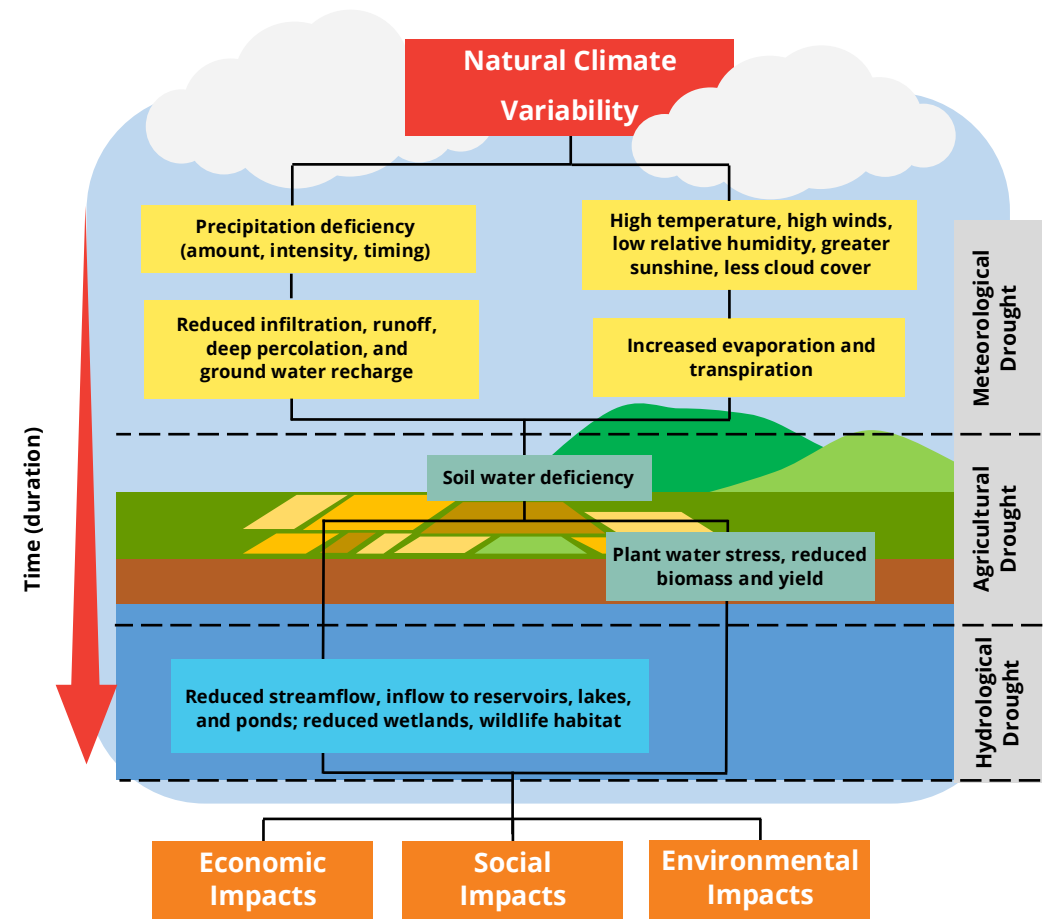 Natural Climate
Variability
Precipitation deficiency
(amount, intensity, timing)
High temperature, high winds,
low relative humidity, greater
sunshine, less cloud cover
Reduced infiltration, runoff,
deep percolation, and
ground water recharge
Increased evaporation and
transpiration
Meteorological
Drought
Soil water deficiency
Plant water stress, reduced
biomass and yield
Agricultural
Drought
Time (duration)
Reduced streamflow, inflow to reservoirs, lakes,
and ponds; reduced wetlands, wildlife habitat
Hydrological
Drought
Economic
Impacts
Social
Impacts
Environmental
Impacts